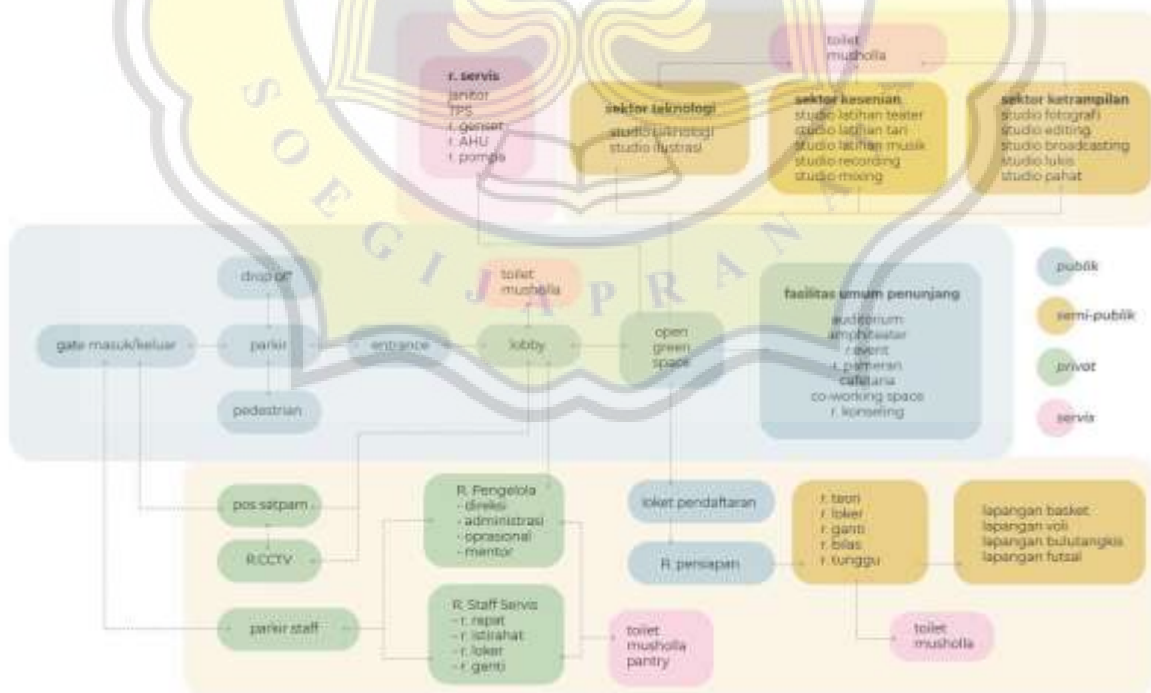 toilet
musholla
r. servis
janitor
TPS
r. genset
r. AHU
r. pompa
sektor teknologi
studio teknologi
studio ilustrasi
sektor kesenian
studio latihan teater
studio latihan tari
studio latihan musik
studio recording
studio mixing
sektor ketrampilan
studio fotografi
studio editing
studio broadcasting
studio lukis
studio pahat
SOEGIJAPRANA
drop off
toilet
musholla
gate masuk/keluar
parkir
entrance
lobby
open
green
space
pedestrian
fasilitas umum penunjang
auditorium
amphiteater
r.event
r. pameran
cafetaria
co-working space
r. konseling
publik
semi-publik
privat
servis
pos satpam
R.CCTV
parkir staff
R. Pengelola
- direksi
- administrasi
- oprasional
- mentor
R. Staff Servis
- r. rapat
- r. istirahat
- r. loker
- r. ganti
toilet
musholla
pantry
loket pendaftaran
R. persiapan
r. teori
r. loker
r. ganti
r. bilas
r. tunggu
lapangan basket
lapangan voli
lapangan bulutangkis
lapangan futsal
toilet
musholla